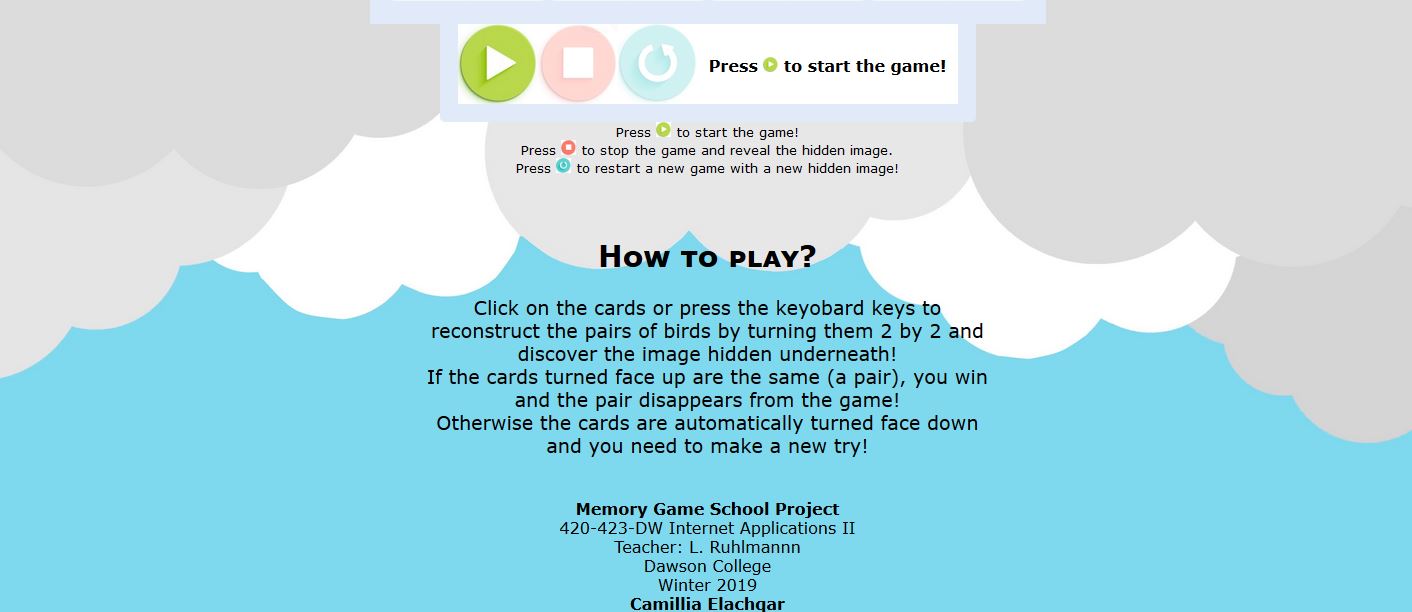 Press to start the game!
Press to start the game!
Press to stop the game and reveal the hidden image.
Press to restart a new game with a new hidden image!
How to play?
Click on the cards or press the keyobard keys to
reconstruct the pairs of birds by turning them 2 by 2 and
discover the image hidden underneath!
If the cards turned face up are the same (a pair), you win
and the pair disappears from the game!
Otherwise the cards are automatically turned face down
and you need to make a new try!
Memory Game School Project
420-423-DW Internet Applications II
Teacher: L. Ruhlmannn
Dawson College
Winter 2019
Camillia Elachqar